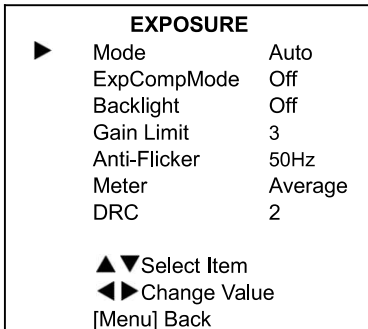 EXPOSURE
▶ Mode Auto
ExpCompMode Off
Backlight Off
Gain Limit 3
Anti-Flicker 50Hz
Meter Average
DRC 2
▲▼Select Item
◀▶Change Value
[Menu] Back